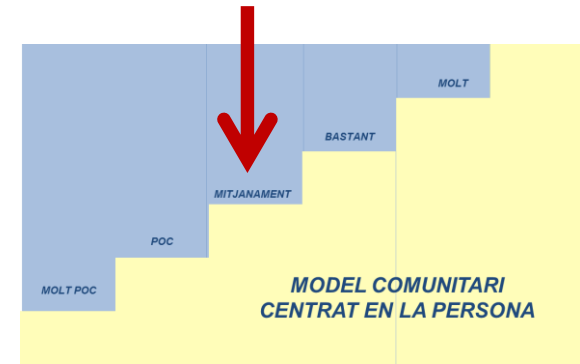 MOLT
BASTANT
MITJANAMENT
POC
MOLT POC
MODEL COMUNITARI
CENTRAT EN LA PERSONA